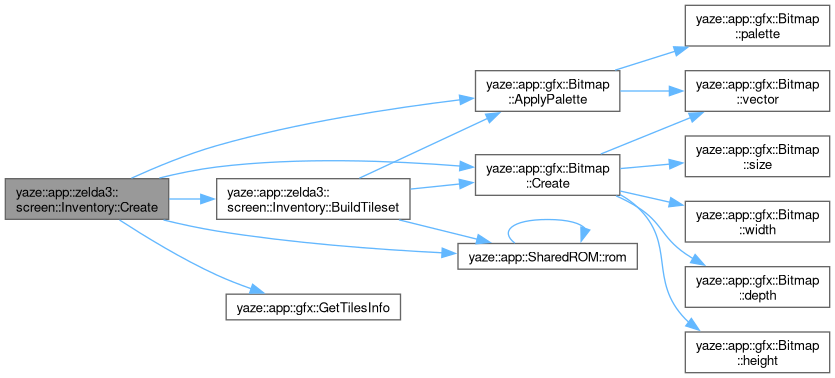 yaze::app::zelda3::
screen::Inventory::Create
yaze::app::zelda3::
screen::Inventory::BuildTileset
yaze::app::gfx::GetTilesInfo
yaze::app::gfx::Bitmap
::ApplyPalette
yaze::app::gfx::Bitmap
::Create
yaze::app::SharedROM::rom
yaze::app::gfx::Bitmap
::palette
yaze::app::gfx::Bitmap
::vector
yaze::app::gfx::Bitmap
::size
yaze::app::gfx::Bitmap
::width
yaze::app::gfx::Bitmap
::depth
yaze::app::gfx::Bitmap
::height